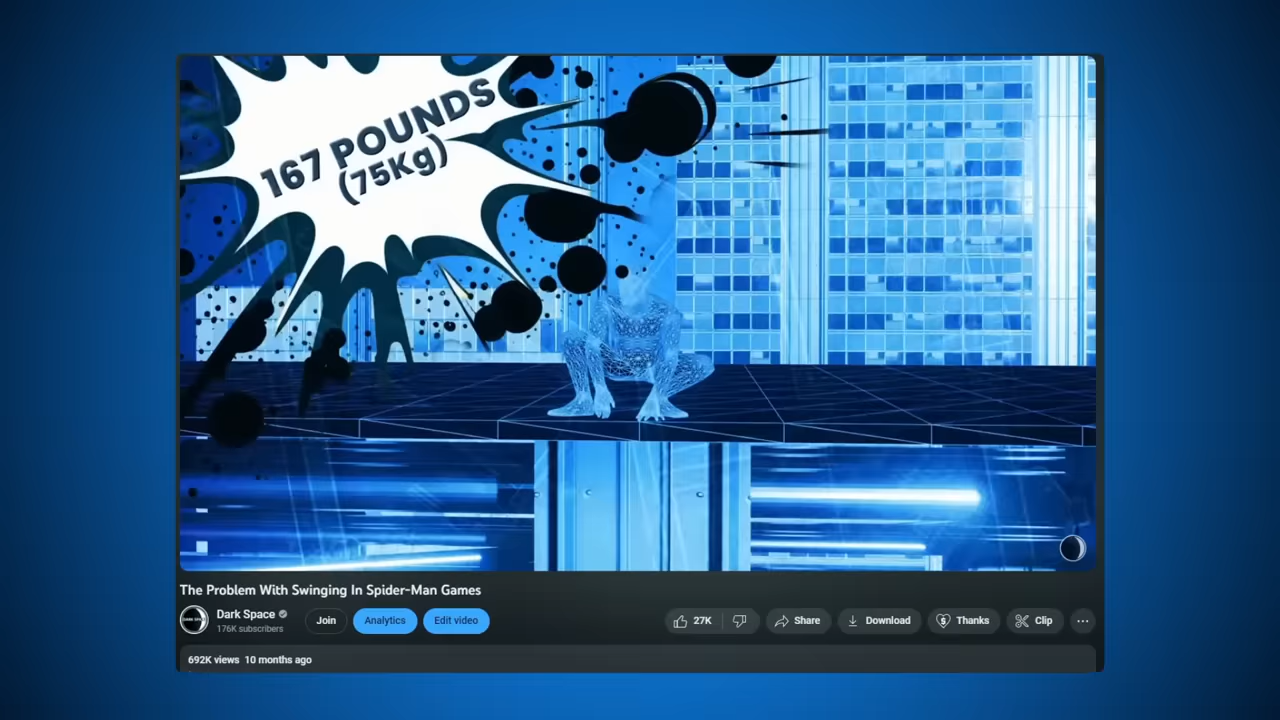 167 POUNDS
(75Kg)
The Problem With Swinging In Spider-Man Games
Dark Space
176K subscribers
Join
Analytics
Edit video
27K
Share
Download
Thanks
Clip
692K views 10 months ago